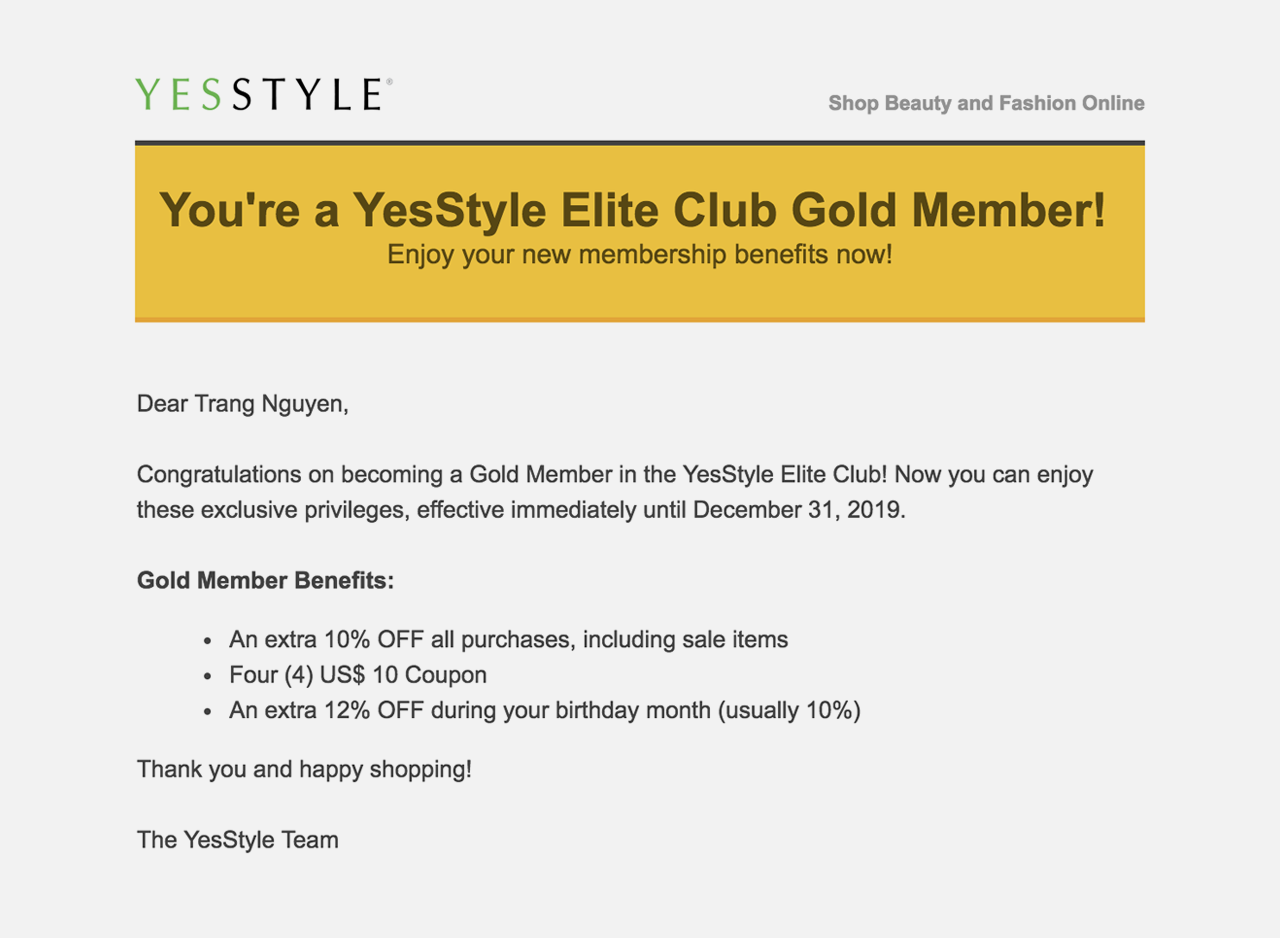 YESSTYLE®
Shop Beauty and Fashion Online
You're a YesStyle Elite Club Gold Member!
Enjoy your new membership benefits now!
Dear Trang Nguyen,
Congratulations on becoming a Gold Member in the YesStyle Elite Club! Now you can enjoy
these exclusive privileges, effective immediately until December 31, 2019.
Gold Member Benefits:
• An extra 10% OFF all purchases, including sale items
• Four (4) US$ 10 Coupon
• An extra 12% OFF during your birthday month (usually 10%)
Thank you and happy shopping!
The YesStyle Team